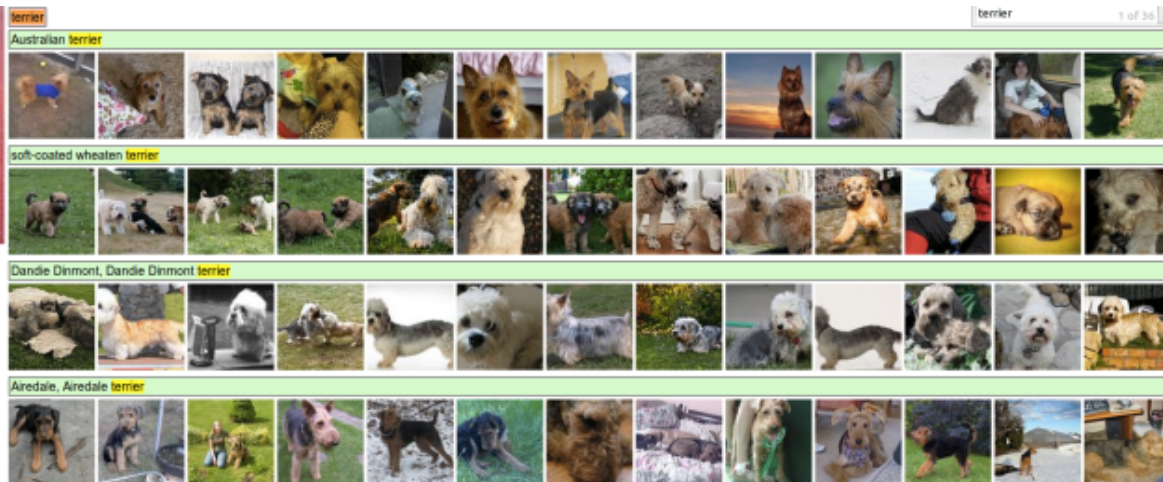 terrier
terrier 1 of 36
Australian terrier
soft-coated wheaten terrier
Dandie Dinmont, Dandie Dinmont terrier
Airedale, Airedale terrier